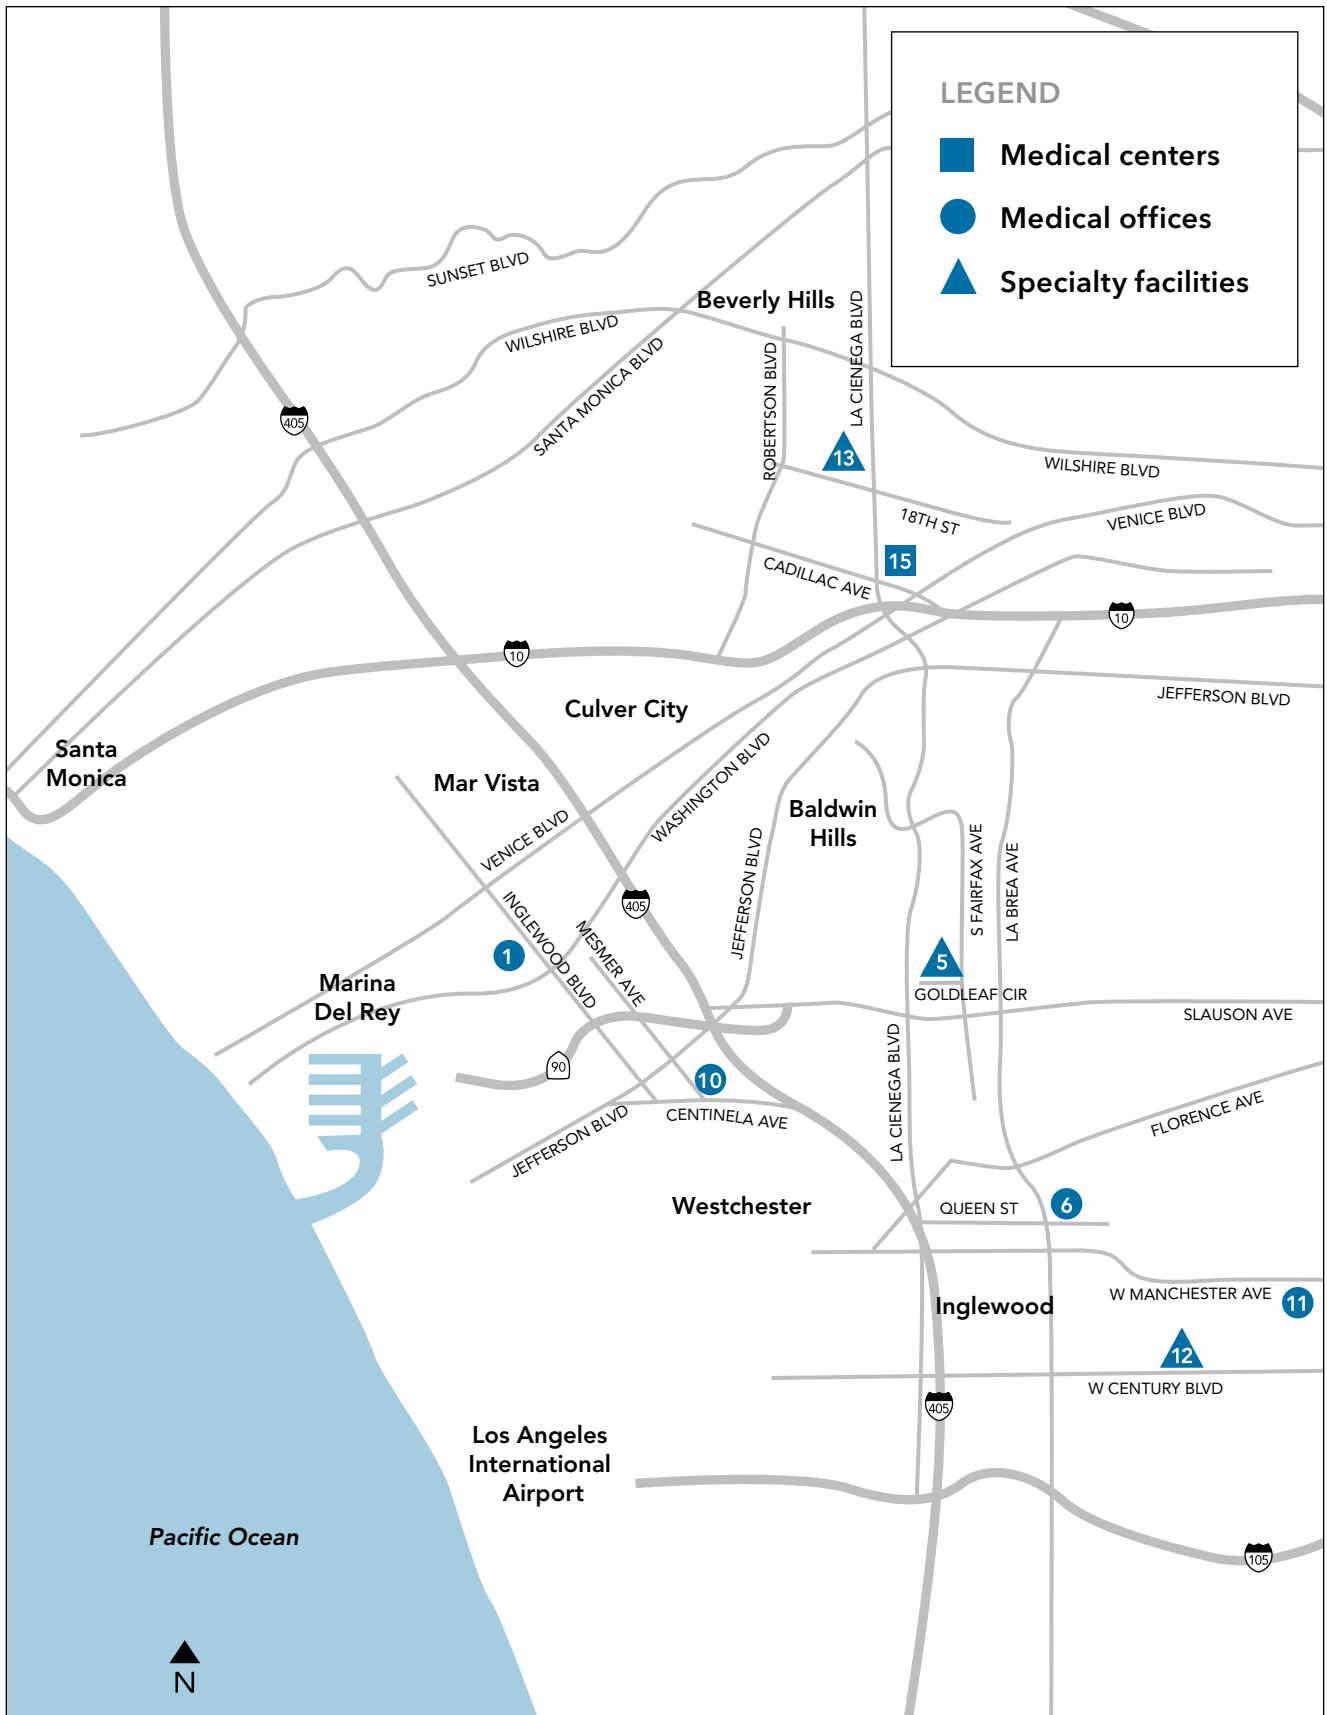 LEGEND
Medical centers
Medical offices
Specialty facilities
SUNSET BLVD
Beverly Hills
WILSHIRE BLVD
SANTA MONICA BLVD
ROBERTSON BLVD
LA CIENEGA BLVD
405
13
WILSHIRE BLVD
18TH ST
VENICE BLVD
15
CADILLAC AVE
10
10
JEFFERSON BLVD
Culver City
Santa
Monica
Mar Vista
WASHINGTON BLVD
Baldwin
Hills
VENICE BLVD
JEFFERSON BLVD
S FAIRFAX AVE
LA BREA AVE
405
INGLEWOOD BLVD
MESMER AVE
1
5
GOLDLEAF CIR
Marina
Del Rey
SLAUSON AVE
90
10
LA CIENEGA BLVD
CENTINELA AVE
JEFFERSON BLVD
FLORENCE AVE
Westchester
QUEEN ST
6
W MANCHESTER AVE
11
Inglewood
12
W CENTURY BLVD
405
Los Angeles
International
Airport
Pacific Ocean
105
N